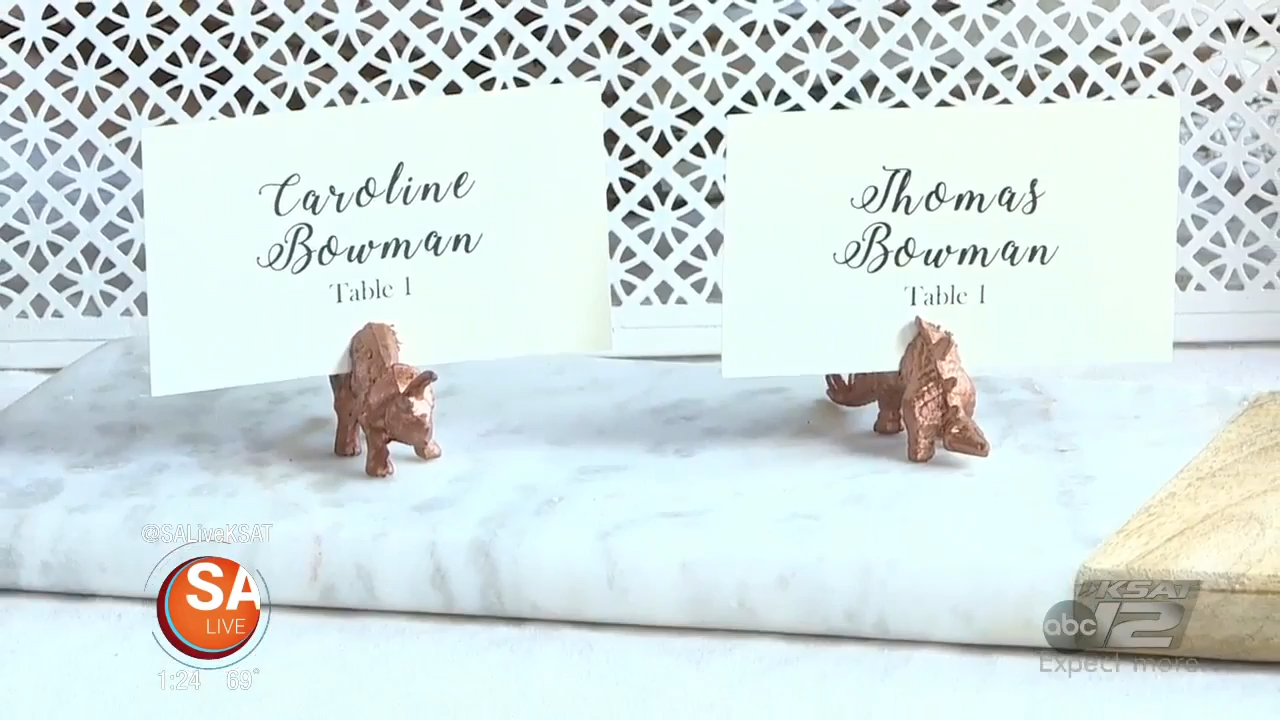 Caroline
Bowman
Table 1
Thomas
Bowman
Table 1
@SALiveKSAT
SA
LIVE
1:24 69°
KSAT
abc 12
Expect more.